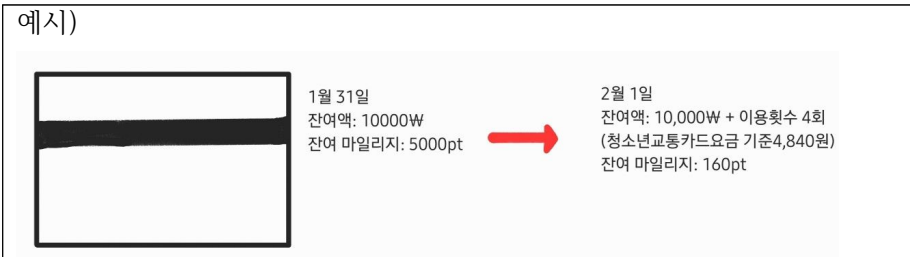 예시)
1월 31일
잔여액: 10000₩
잔여 마일리지: 5000pt
2월 1일
잔여액: 10,000₩ + 이용횟수 4회
(청소년교통카드요금 기준4,840원)
잔여 마일리지: 160pt